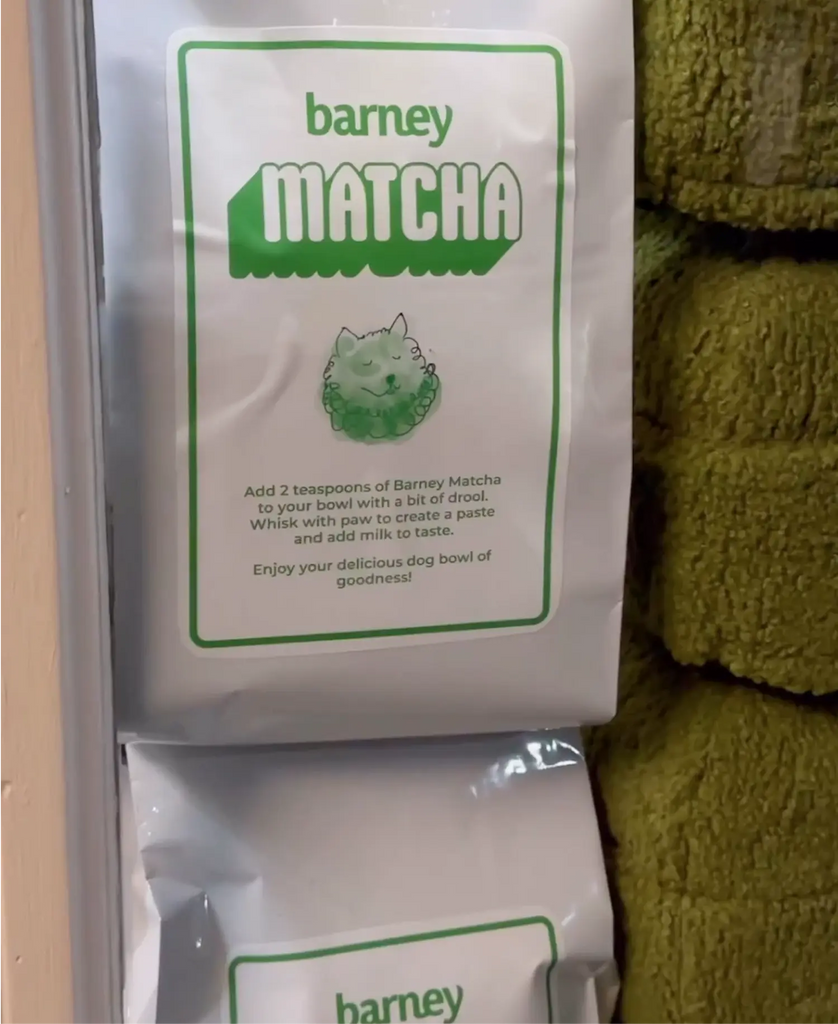 barney
MATCHA
Add 2 teaspoons of Barney Matcha
to your bowl with a bit of drool.
Whisk with paw to create a paste
and add milk to taste.
Enjoy your delicious dog bowl of
goodness!
barney